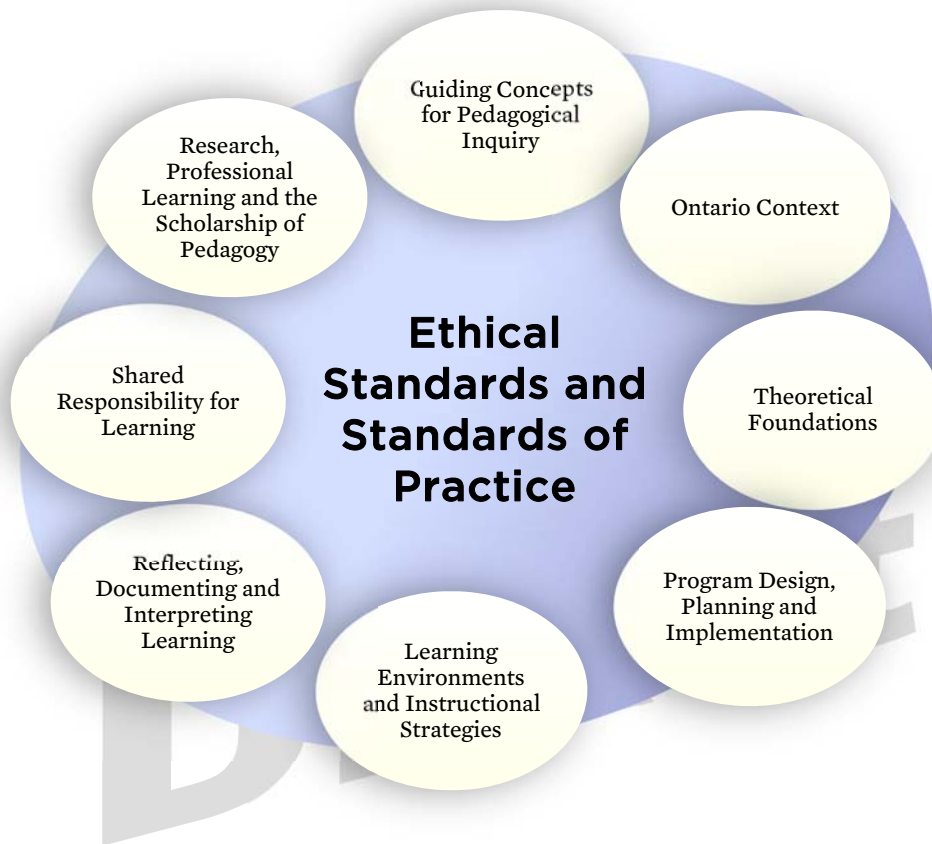 Guiding Concepts
for Pedagogical
Inquiry
Ontario Context
Theoretical
Foundations
Program Design,
Planning and
Implementation
Learning
Environments
and Instructional
Strategies
Reflecting,
Documenting and
Interpreting
Learning
Shared
Responsibility for
Learning
Research,
Professional
Learning and the
Scholarship of
Pedagogy
Ethical
Standards and
Standards of
Practice